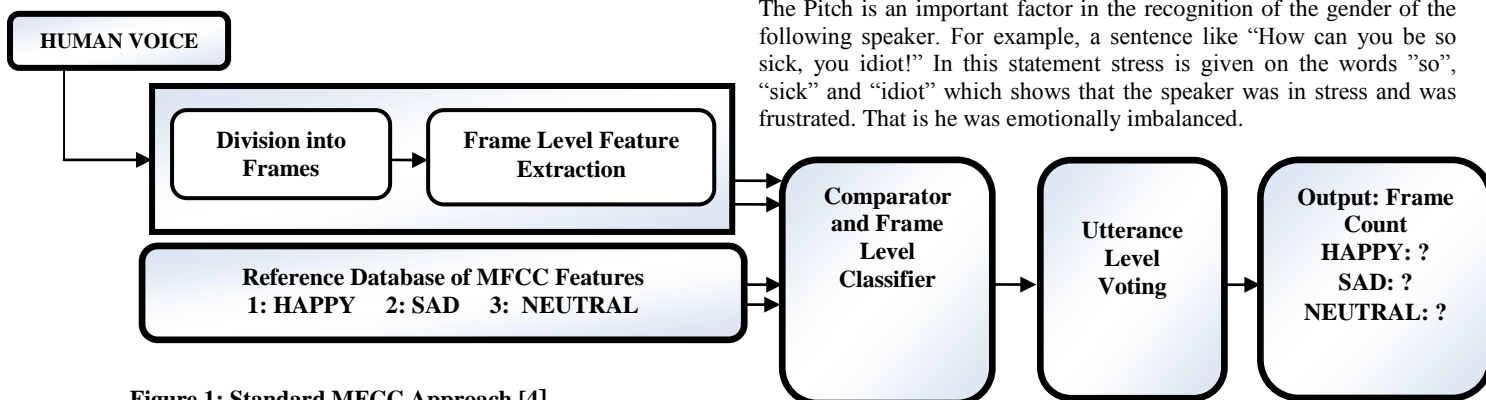 The Pitch is an important factor in the recognition of the gender of the
following speaker. For example, a sentence like “How can you be so
sick, you idiot!” In this statement stress is given on the words ”so”,
“sick” and “idiot” which shows that the speaker was in stress and was
frustrated. That is he was emotionally imbalanced.
HUMAN VOICE
Division into
Frames
Frame Level Feature
Extraction
Reference Database of MFCC Features
1: HAPPY 2: SAD 3: NEUTRAL
Comparator
and Frame
Level
Classifier
Utterance
Level
Voting
Output: Frame
Count
HAPPY: ?
SAD: ?
NEUTRAL: ?
Figure 1: Standard MFCC Approach [4]